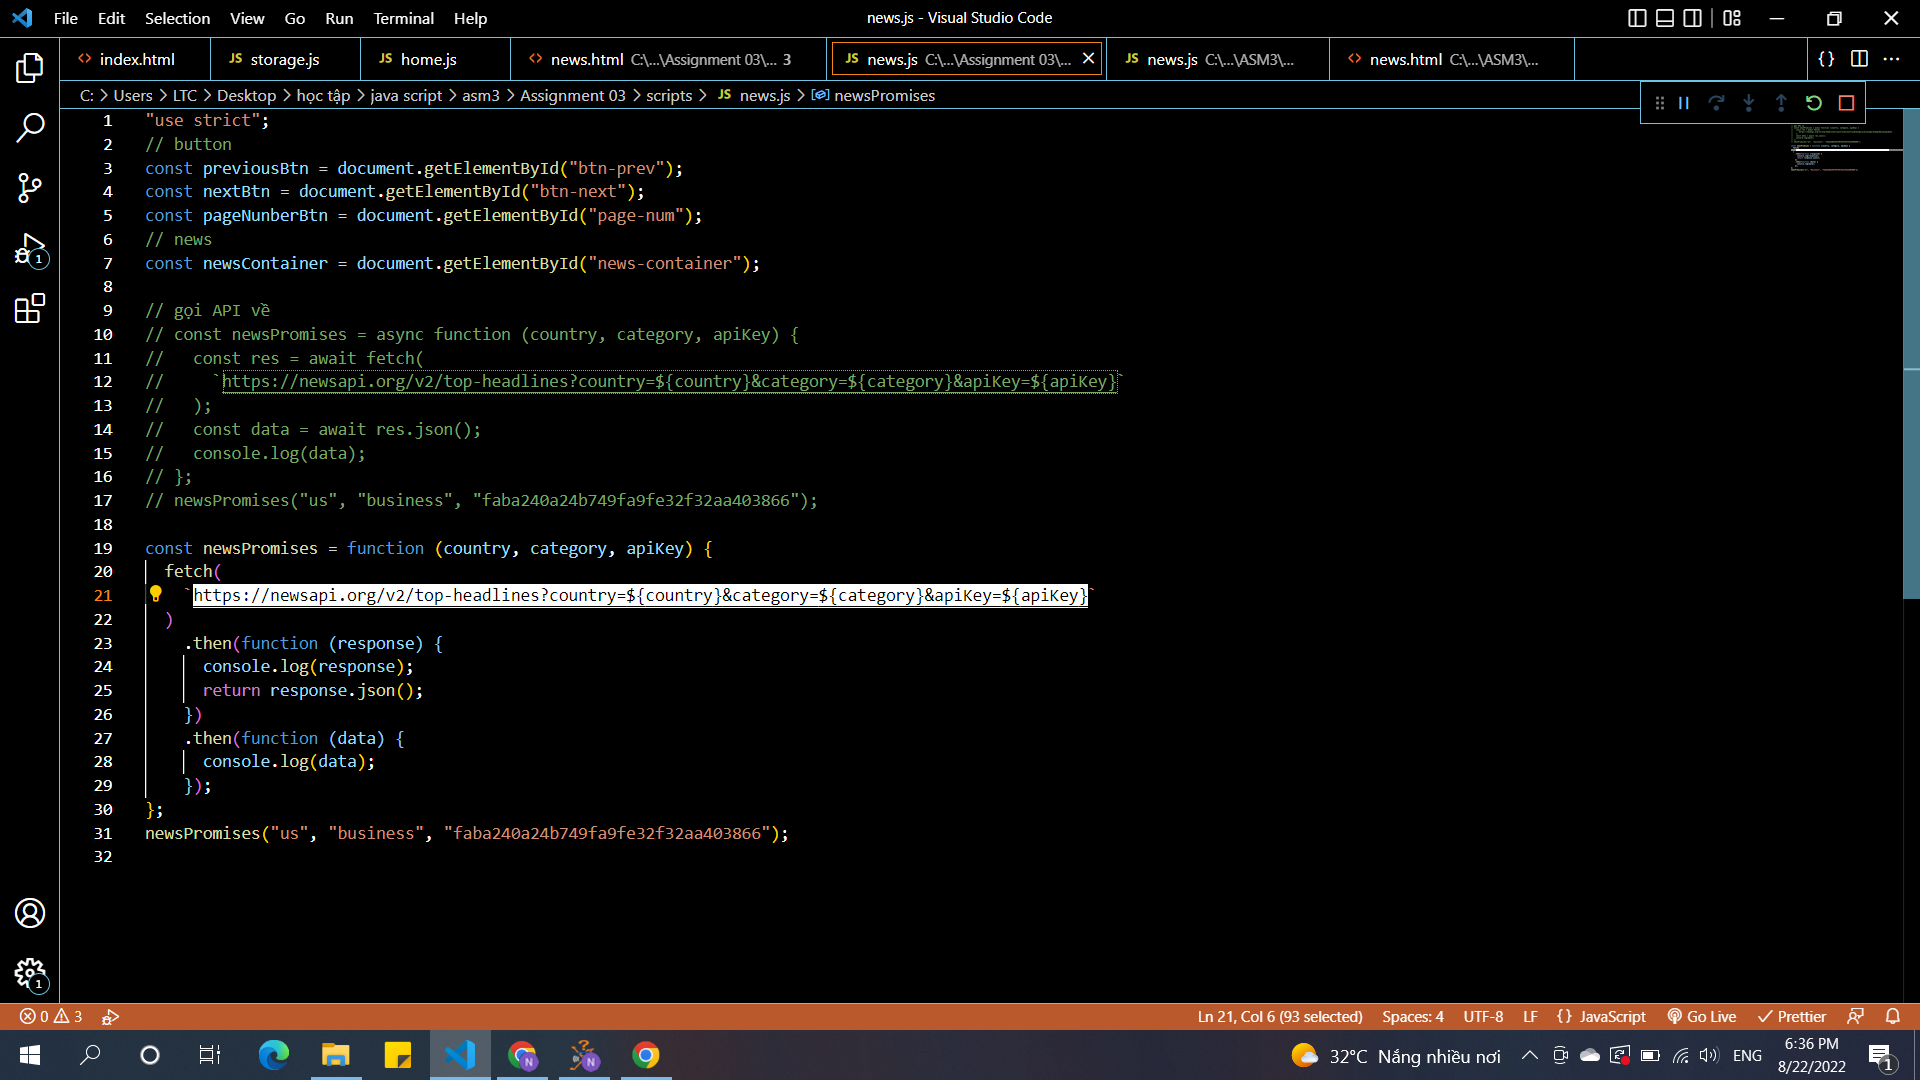 File Edit Selection View Go Run Terminal Help
news.js - Visual Studio Code
index.html
JS storage.js
JS home.js
news.html C:\...\Assignment 03\... 3
JS news.js C:\...\Assignment 03\...
JS news.js C:\...\ASM3\...
news.html C:\...\ASM3\...
C: > Users > LTC > Desktop > học tập > java script > asm3 > Assignment 03 > scripts > JS news.js > newsPromises
1 "use strict";
2 // button
3 const previousBtn = document.getElementById("btn-prev");
4 const nextBtn = document.getElementById("btn-next");
5 const pageNunberBtn = document.getElementById("page-num");
6 // news
7 const newsContainer = document.getElementById("news-container");
8
9 // gọi API về
10 // const newsPromises = async function (country, category, apiKey) {
11 //   const res = await fetch(
12 //     `https://newsapi.org/v2/top-headlines?country=${country}&category=${category}&apiKey=${apiKey}`
13 //   );
14 //   const data = await res.json();
15 //   console.log(data);
16 // };
17 // newsPromises("us", "business", "faba240a24b749fa9fe32f32aa403866");
18
19 const newsPromises = function (country, category, apiKey) {
20   fetch(
21     `https://newsapi.org/v2/top-headlines?country=${country}&category=${category}&apiKey=${apiKey}`
22   )
23     .then(function (response) {
24       console.log(response);
25       return response.json();
26     })
27     .then(function (data) {
28       console.log(data);
29     });
30 };
31 newsPromises("us", "business", "faba240a24b749fa9fe32f32aa403866");
32
1
1
0 3
Ln 21, Col 6 (93 selected) Spaces: 4 UTF-8 LF {} JavaScript Go Live Prettier
N
N
32°C Nắng nhiều nơi
ENG
6:36 PM
8/22/2022
1